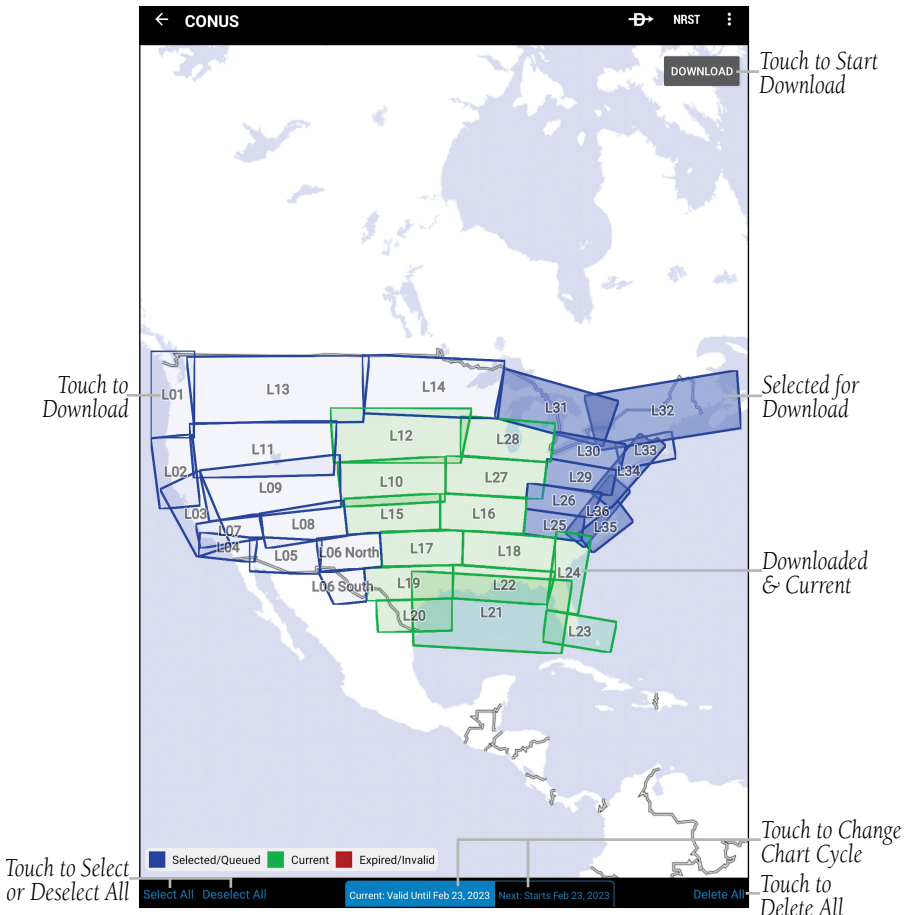 CONUS
NRST
DOWNLOAD
Touch to Start
Download
Touch to
Download
Selected for
Download
L01
L13
L14
L31
L32
L12
L28
L30
L33
L11
L02
L10
L27
L29
L34
L09
L26
L36
L03
L15
L16
L25
L35
L07
L08
L04
L05
L06 North
L17
L18
L24
L06 South
L19
L22
L20
L21
L23
Downloaded
& Current
Selected/Queued
Current
Expired/Invalid
Touch to Change
Chart Cycle
Touch to Select
or Deselect All
Select All
Deselect All
Current: Valid Until Feb 23, 2023
Next: Starts Feb 23, 2023
Delete All
Touch to
Delete All